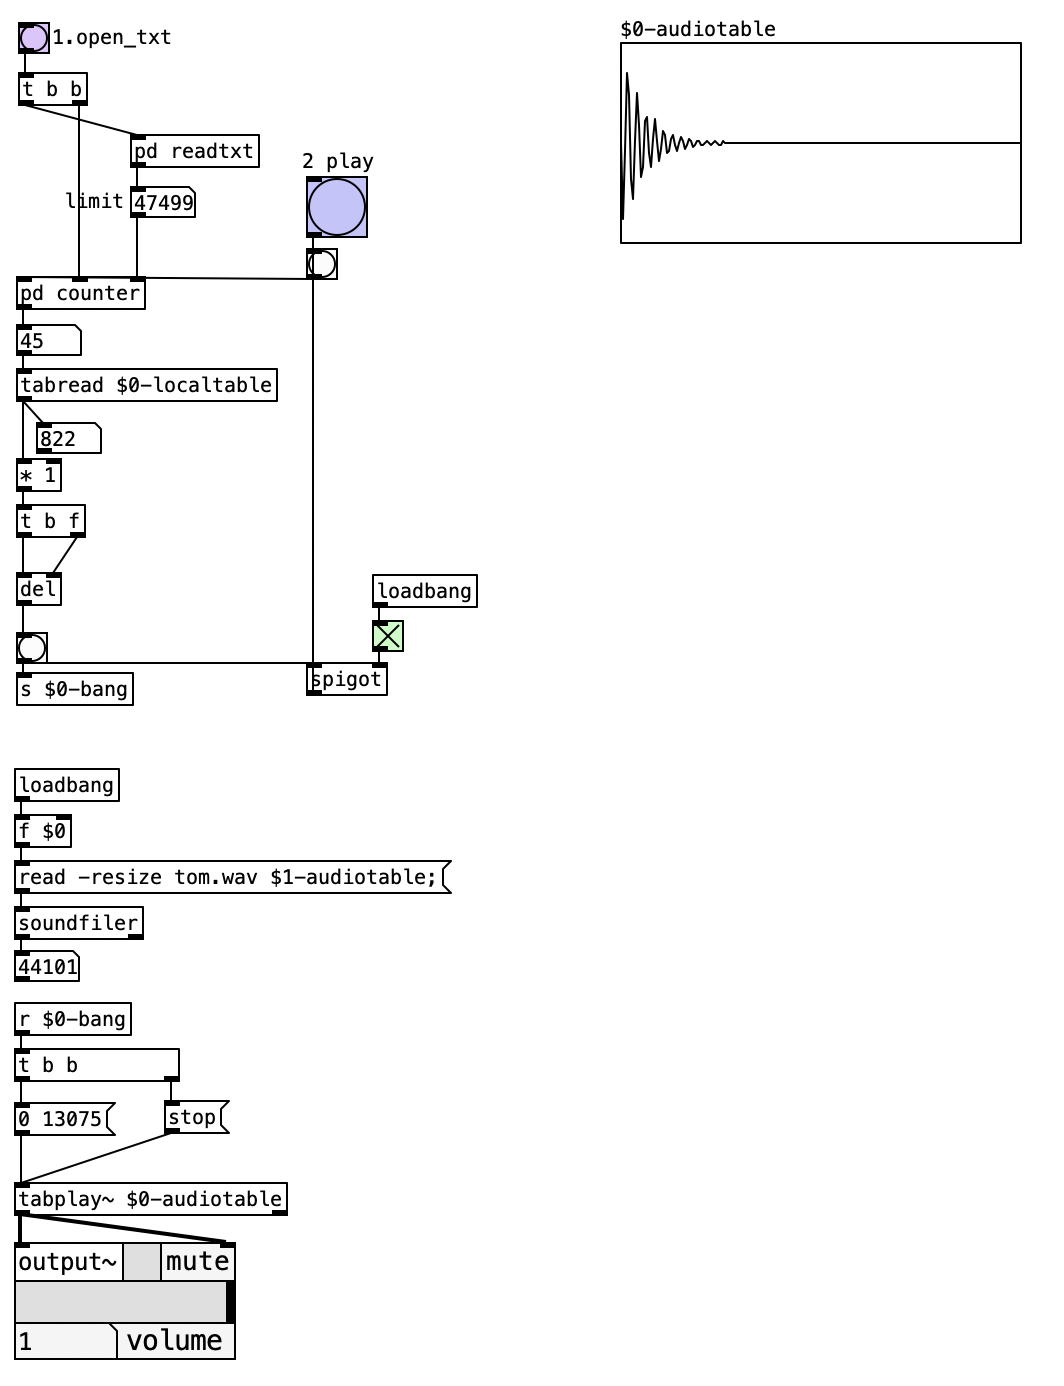 1.open_txt
t b b
pd readtxt
limit
47499
2 play
pd counter
45
tabread $0-localtable
822
* 1
t b f
del
loadbang
spigot
s $0-bang
$0-audiotable
loadbang
f $0
read -resize tom.wav $1-audiotable;
soundfiler
44101
r $0-bang
t b b
0 13075
stop
tabplay~ $0-audiotable
output~ mute
1 volume